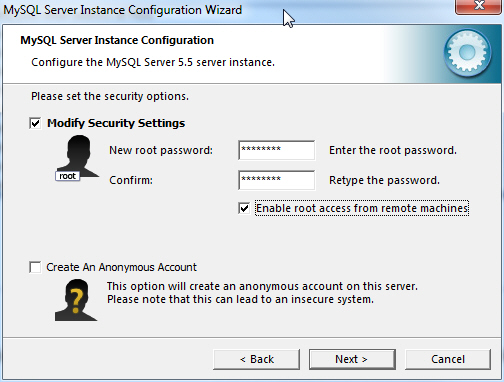 MySQL Server Instance Configuration Wizard
MySQL Server Instance Configuration
Configure the MySQL Server 5.5 server instance.
Please set the security options.
Modify Security Settings
root
New root password: ******** Enter the root password.
Confirm: ******** Retype the password.
Enable root access from remote machines
Create An Anonymous Account
This option will create an anonymous account on this server.
Please note that this can lead to an insecure system.
< Back Next > Cancel